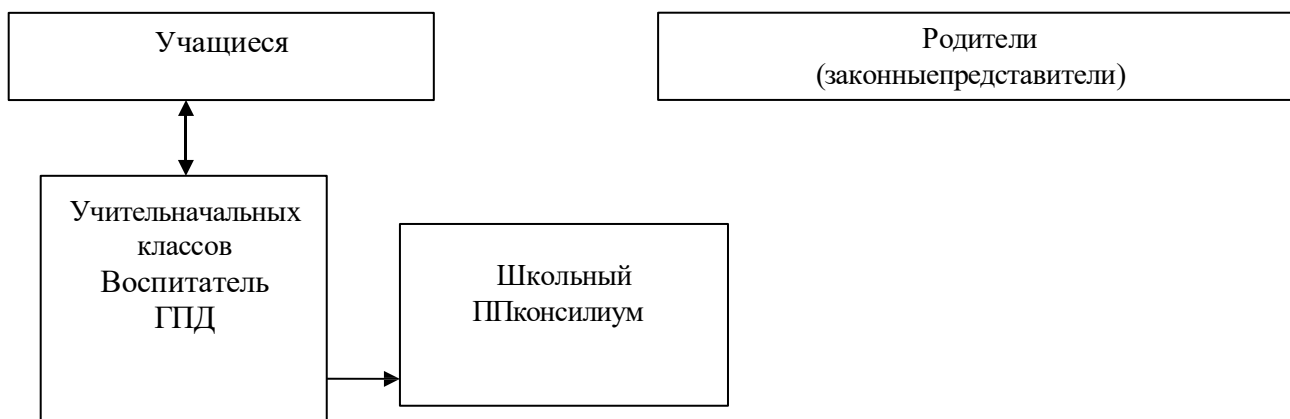 Учащиеся
Родители
(законныепредставители)
Учительначальных
классов
Воспитатель
ГПД
Школьный
ППконсилиум